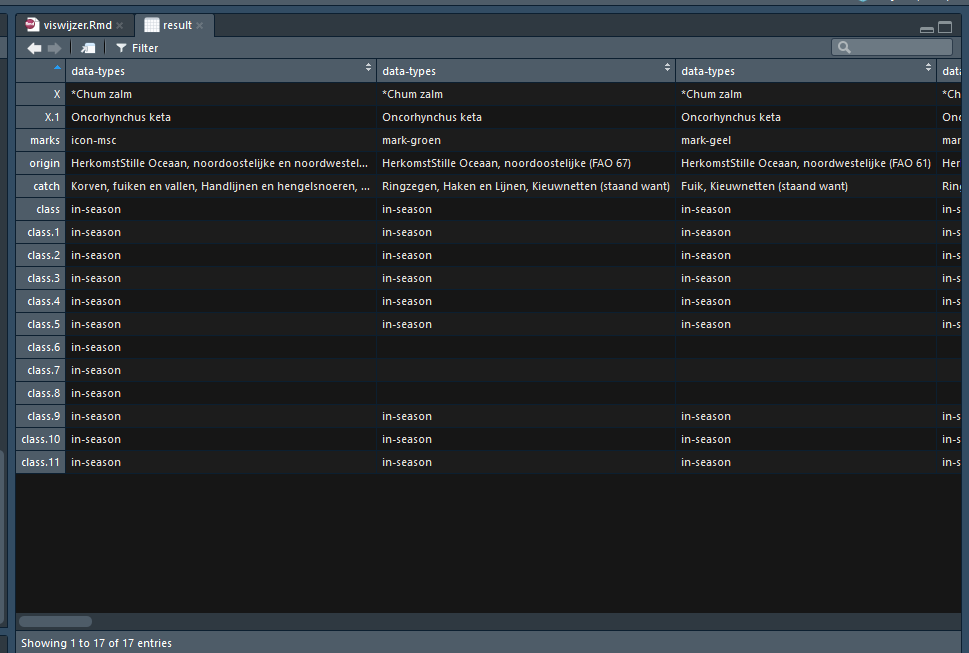 viswijzer.Rmd × result ×
Filter
data-types data-types data-types data
X *Chum zalm *Chum zalm *Chum zalm *Ch
X.1 Oncorhynchus keta Oncorhynchus keta Oncorhynchus keta Onc
marks icon-msc mark-groen mark-geel mar
origin HerkomstStille Oceaan, noordoostelijke en noordwestel... HerkomstStille Oceaan, noordoostelijke (FAO 67) HerkomstStille Oceaan, noordwestelijke (FAO 61) Her
catch Korven, fuiken en vallen, Handlijnen en hengelsnoeren, ... Ringzegen, Haken en Lijnen, Kieuwnetten (staand want) Fuik, Kieuwnetten (staand want) Ring
class in-season in-season in-season in-s
class.1 in-season in-season in-season in-s
class.2 in-season in-season in-season in-s
class.3 in-season in-season in-season in-s
class.4 in-season in-season in-season in-s
class.5 in-season in-season in-season in-s
class.6 in-season
class.7 in-season
class.8 in-season
class.9 in-season in-season in-season in-s
class.10 in-season in-season in-season in-s
class.11 in-season in-season in-season in-s
Showing 1 to 17 of 17 entries